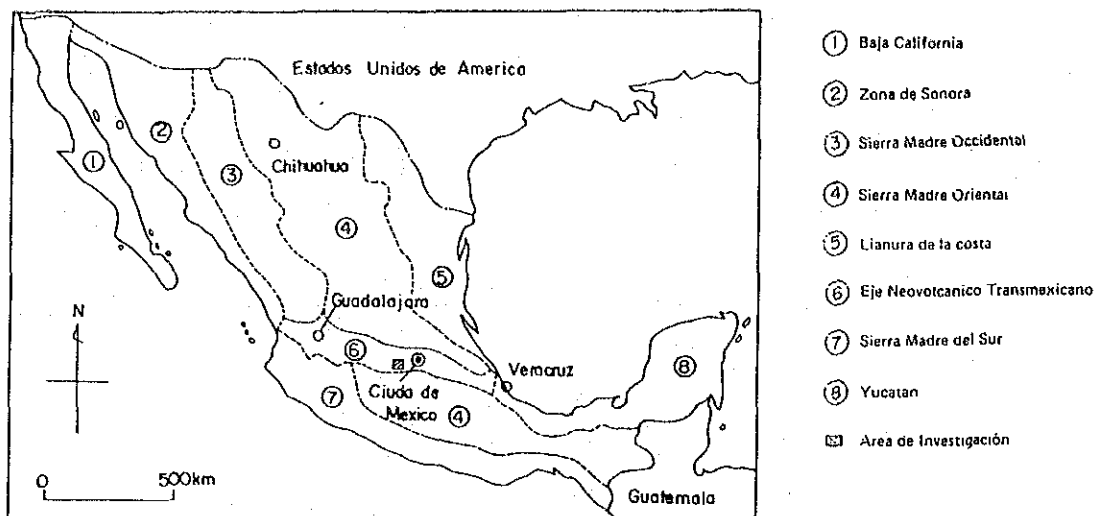 Estados Unidos de America
②
①
③
Chihuahua
④
⑤
N
Guadalajara
⑥
Veracruz
⑧
Ciuda de
Mexico
⑦
④
0 500km
Guatemala
① Baja California
② Zona de Sonora
③ Sierra Madre Occidental
④ Sierra Madre Oriental
⑤ Llanura de la costa
⑥ Eje Neovolcanico Transmexicano
⑦ Sierra Madre del Sur
⑧ Yucatan
Area de Investigación